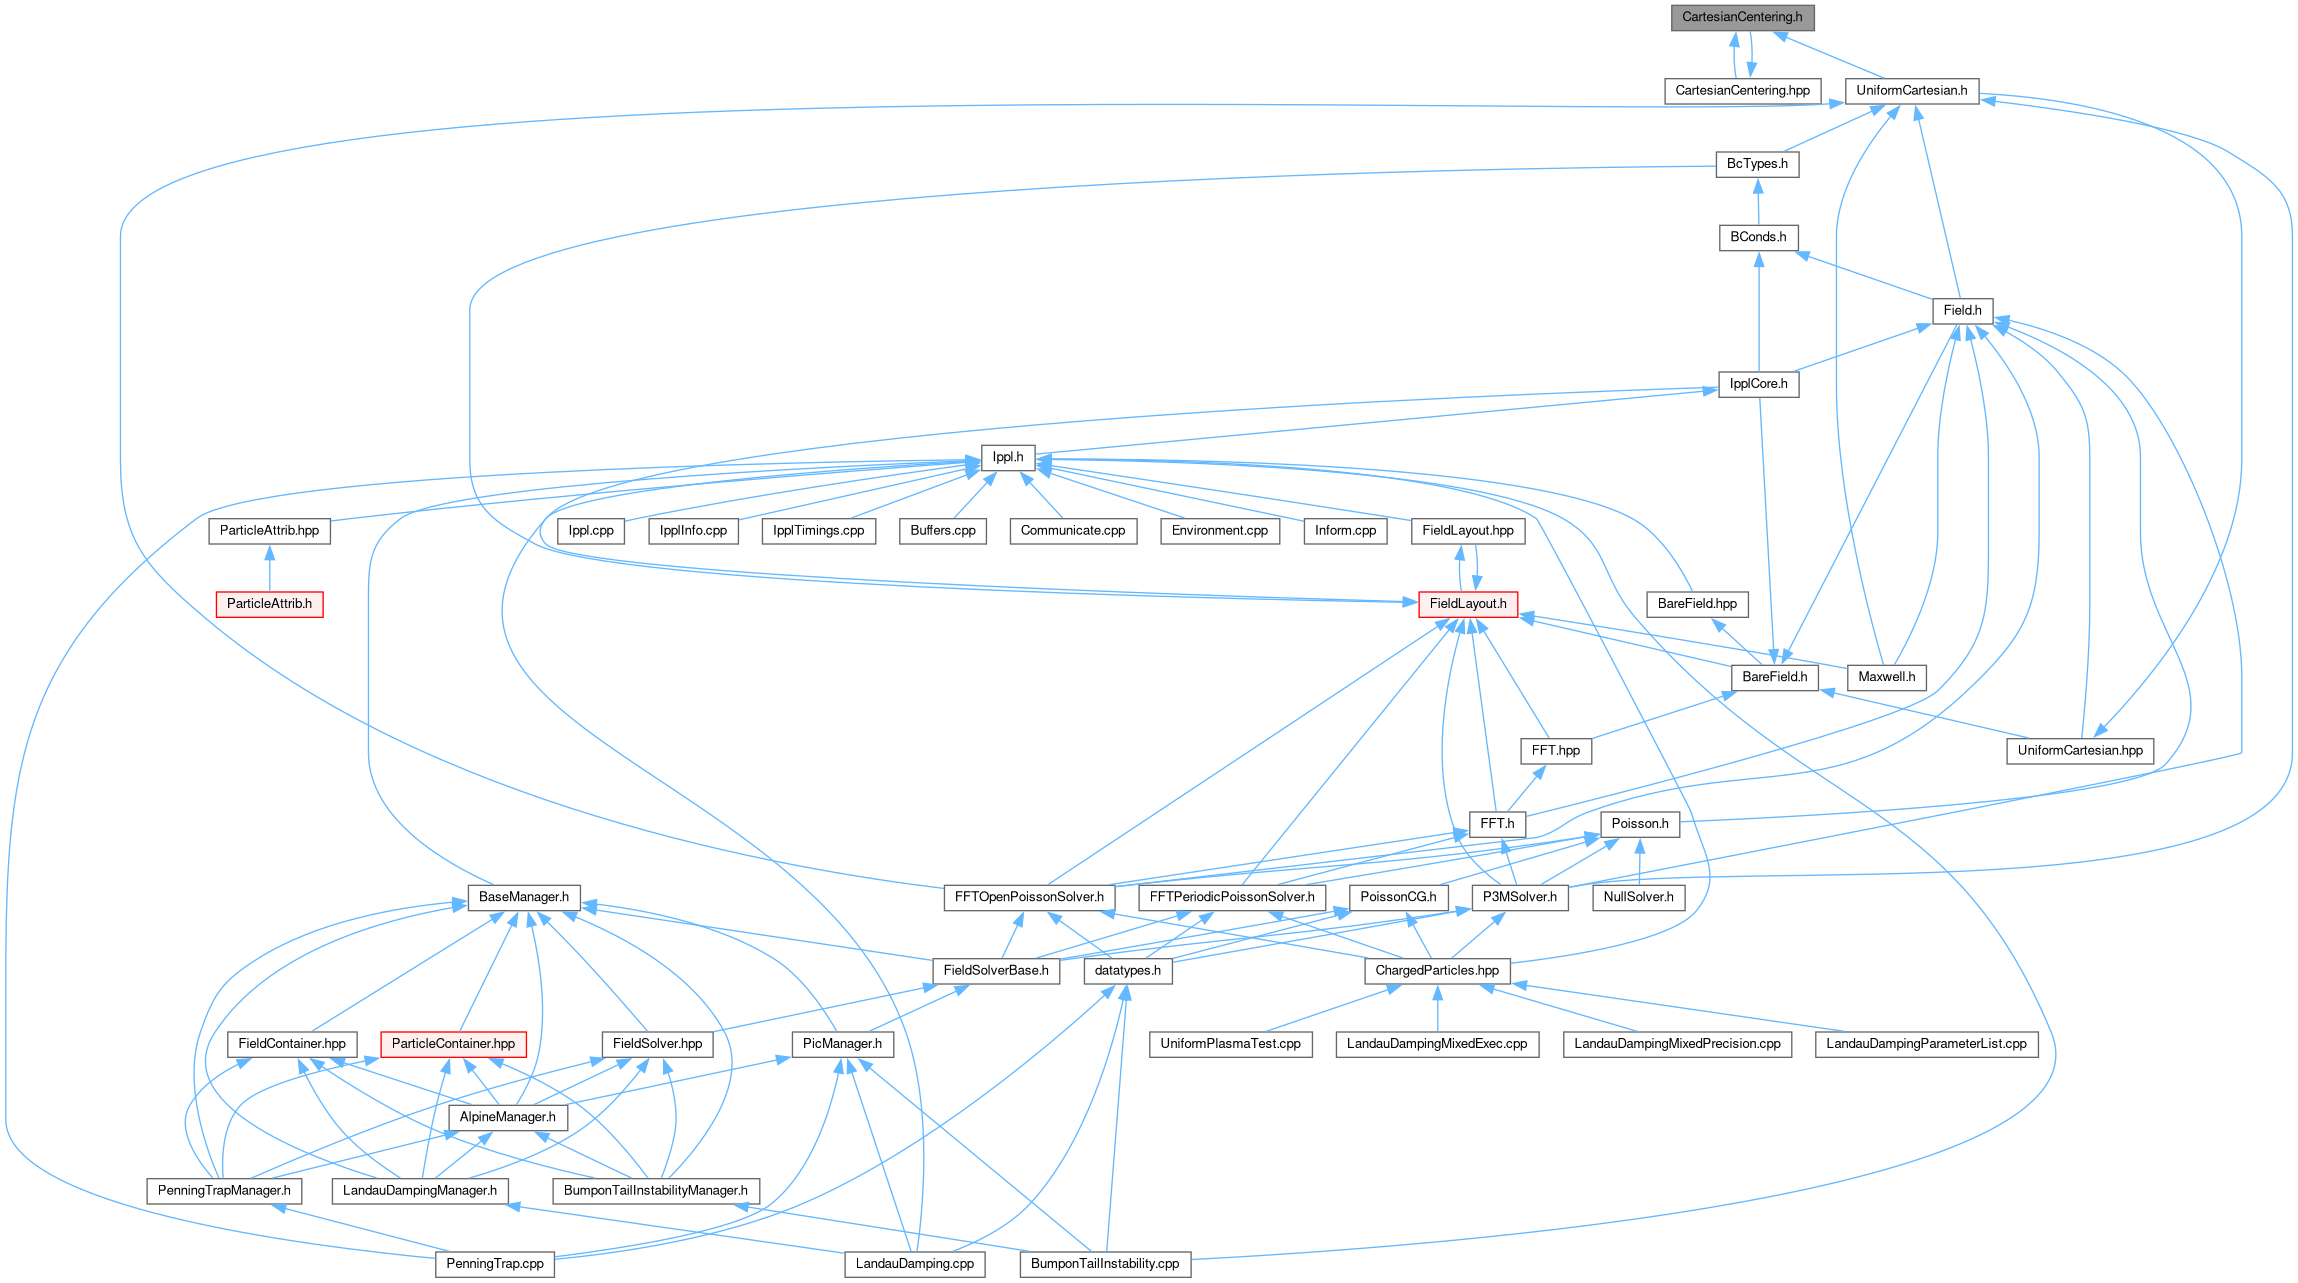 CartesianCentering.h
CartesianCentering.hpp
UniformCartesian.h
BcTypes.h
BConds.h
Field.h
IpplCore.h
Ippl.h
ParticleAttrib.hpp
Ippl.cpp
IpplInfo.cpp
IpplTimings.cpp
Buffers.cpp
Communicate.cpp
Environment.cpp
Inform.cpp
FieldLayout.hpp
ParticleAttrib.h
FieldLayout.h
BareField.hpp
BareField.h
Maxwell.h
FFT.hpp
UniformCartesian.hpp
FFT.h
Poisson.h
BaseManager.h
FFTOpenPoissonSolver.h
FFTPeriodicPoissonSolver.h
PoissonCG.h
P3MSolver.h
NullSolver.h
FieldSolverBase.h
datatypes.h
ChargedParticles.hpp
FieldContainer.hpp
ParticleContainer.hpp
FieldSolver.hpp
PicManager.h
UniformPlasmaTest.cpp
LandauDampingMixedExec.cpp
LandauDampingMixedPrecision.cpp
LandauDampingParameterList.cpp
AlpineManager.h
PenningTrapManager.h
LandauDampingManager.h
BumponTailInstabilityManager.h
PenningTrap.cpp
LandauDamping.cpp
BumponTailInstability.cpp